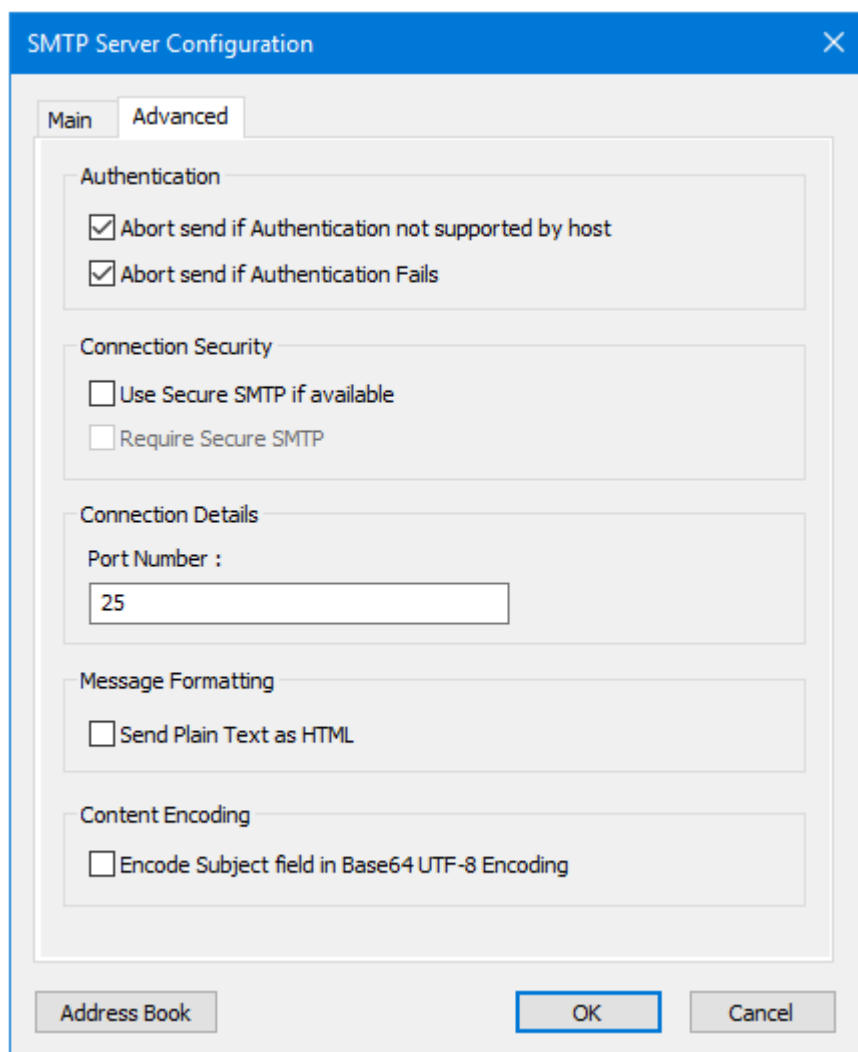 SMTP Server Configuration
Main
Advanced
Authentication
Abort send if Authentication not supported by host
Abort send if Authentication Fails
Connection Security
Use Secure SMTP if available
Require Secure SMTP
Connection Details
Port Number :
25
Message Formatting
Send Plain Text as HTML
Content Encoding
Encode Subject field in Base64 UTF-8 Encoding
Address Book
OK
Cancel